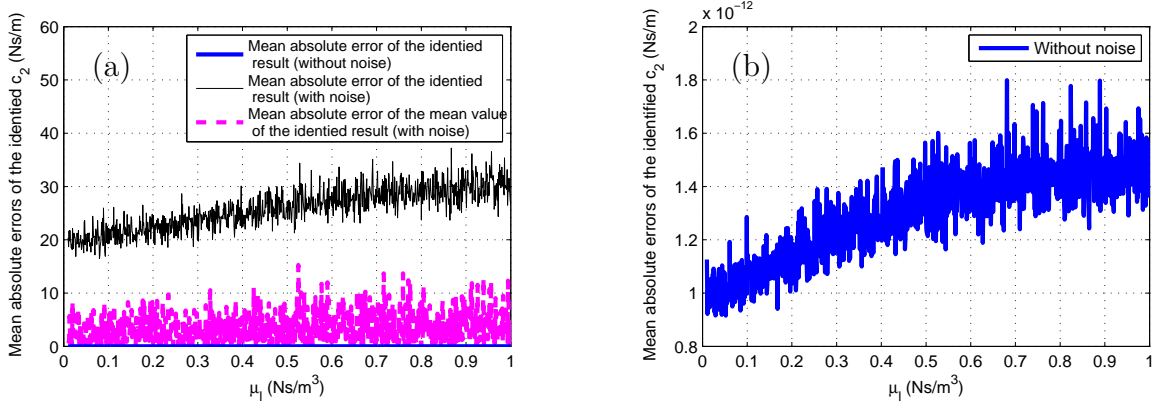 Mean absolute errors of the identied c2 (Ns/m)
60
50
40
30
20
10
0
(a)
Mean absolute error of the identied
result (without noise)
Mean absolute error of the identied
result (with noise)
Mean absolute error of the mean value
of the identied result (with noise)
0 0.1 0.2 0.3 0.4 0.5 0.6 0.7 0.8 0.9 1
μl (Ns/m³)
Mean absolute errors of the identified c2 (Ns/m)
x 10⁻¹²
2
1.8
1.6
1.4
1.2
1
0.8
(b)
Without noise
0 0.1 0.2 0.3 0.4 0.5 0.6 0.7 0.8 0.9 1
μl (Ns/m³)